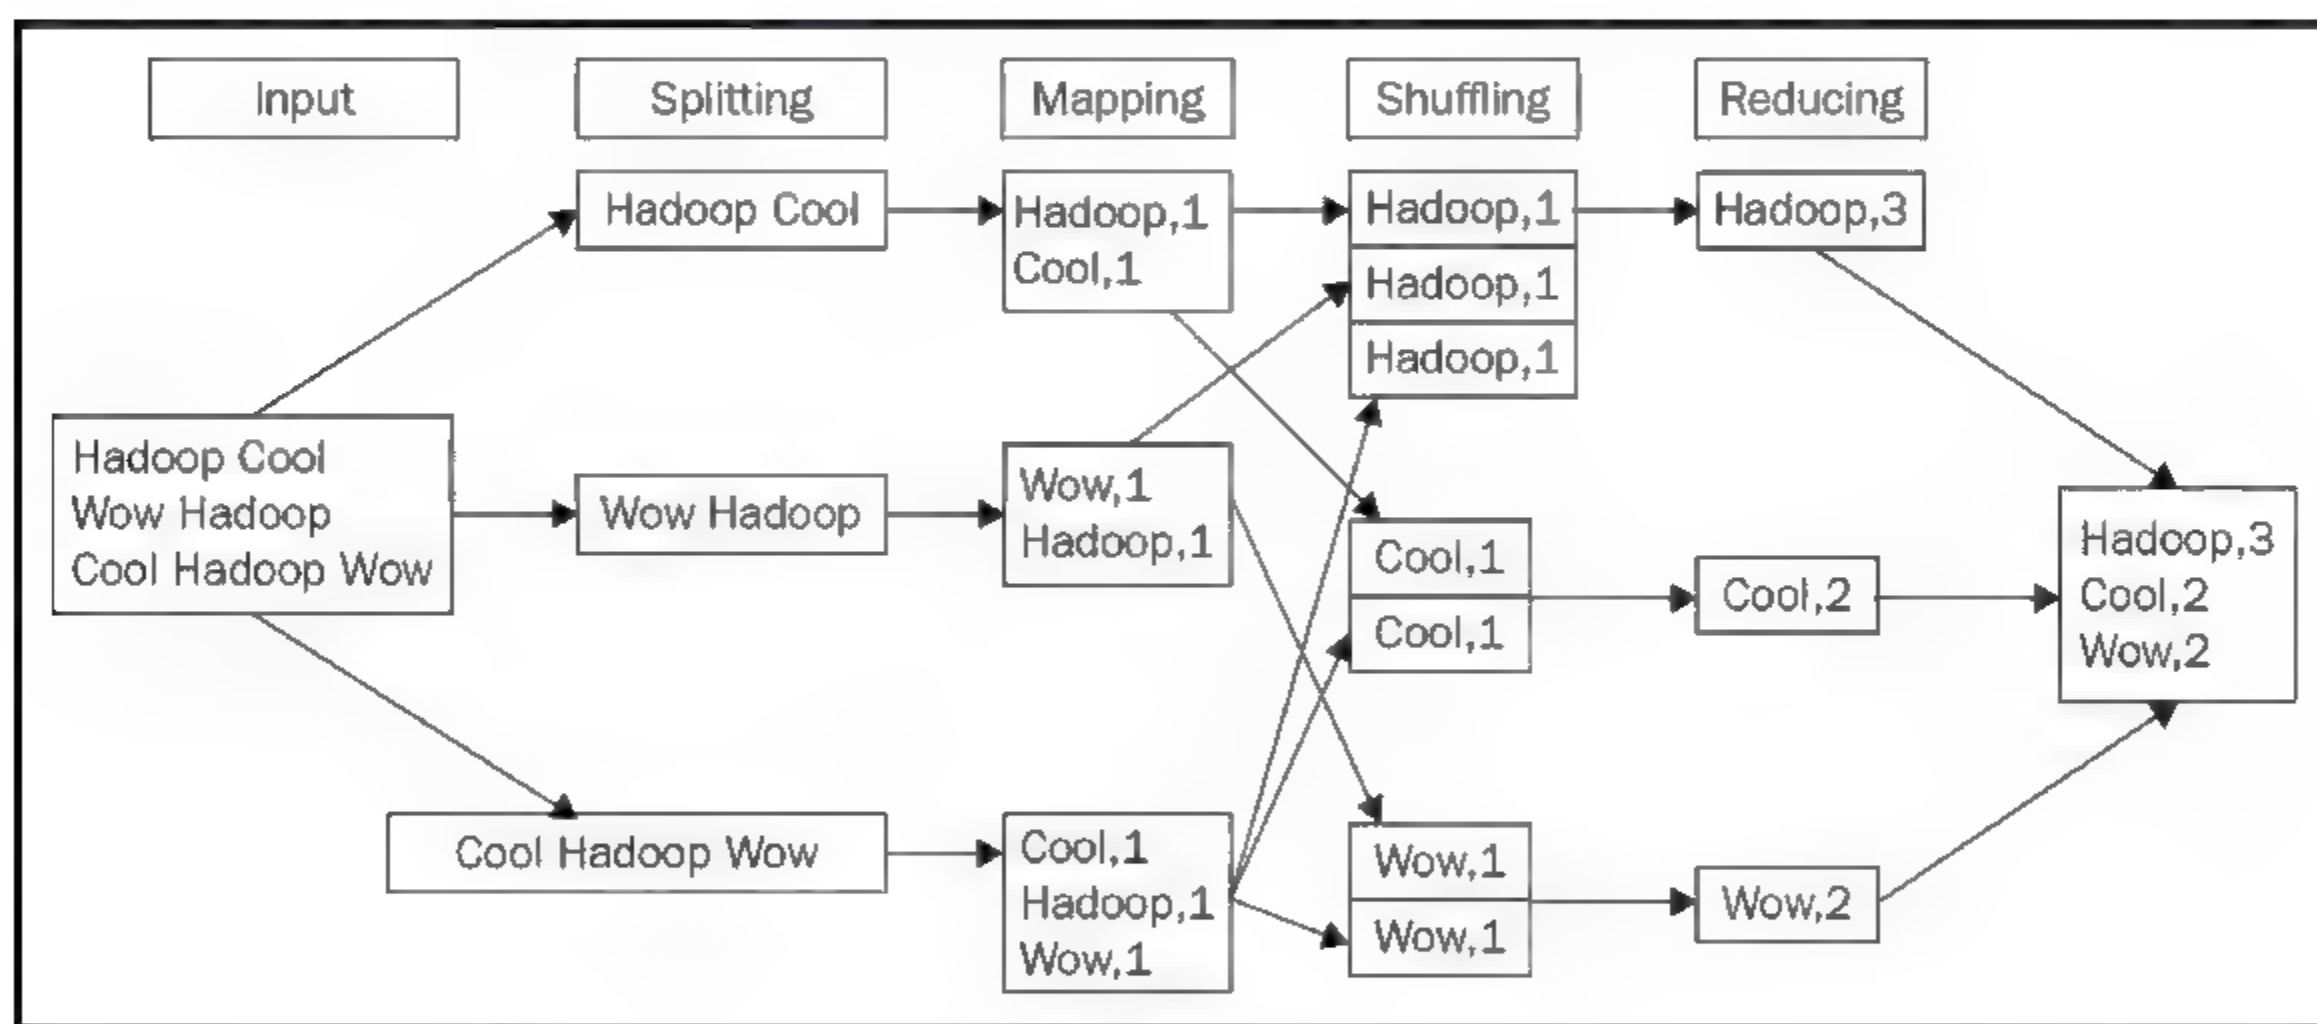 Input
Splitting
Mapping
Shuffling
Reducing
Hadoop Cool
Wow Hadoop
Cool Hadoop Wow
Hadoop Cool
Wow Hadoop
Cool Hadoop Wow
Hadoop,1
Cool,1
Wow,1
Hadoop,1
Cool,1
Hadoop,1
Wow,1
Hadoop,1
Hadoop,1
Hadoop,1
Cool,1
Cool,1
Wow,1
Wow,1
Hadoop,3
Cool,2
Wow,2
Hadoop,3
Cool,2
Wow,2